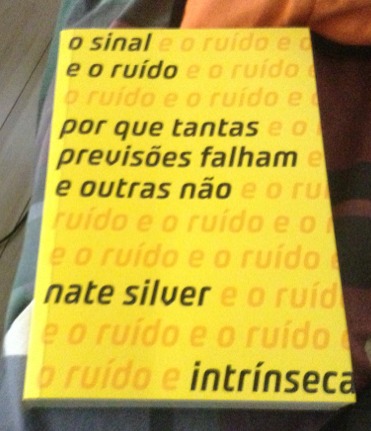 o sinal e o ruído e o
e o ruído e o ruído e
o ruído e o ruído e o
por que tantas e o
previsões falham e
e outras não e o ru
ruído e o ruído e o
e o ruído e o ruído
nate silver e o ruíd
e o ruído e o ruído
o ruído e intrínseca